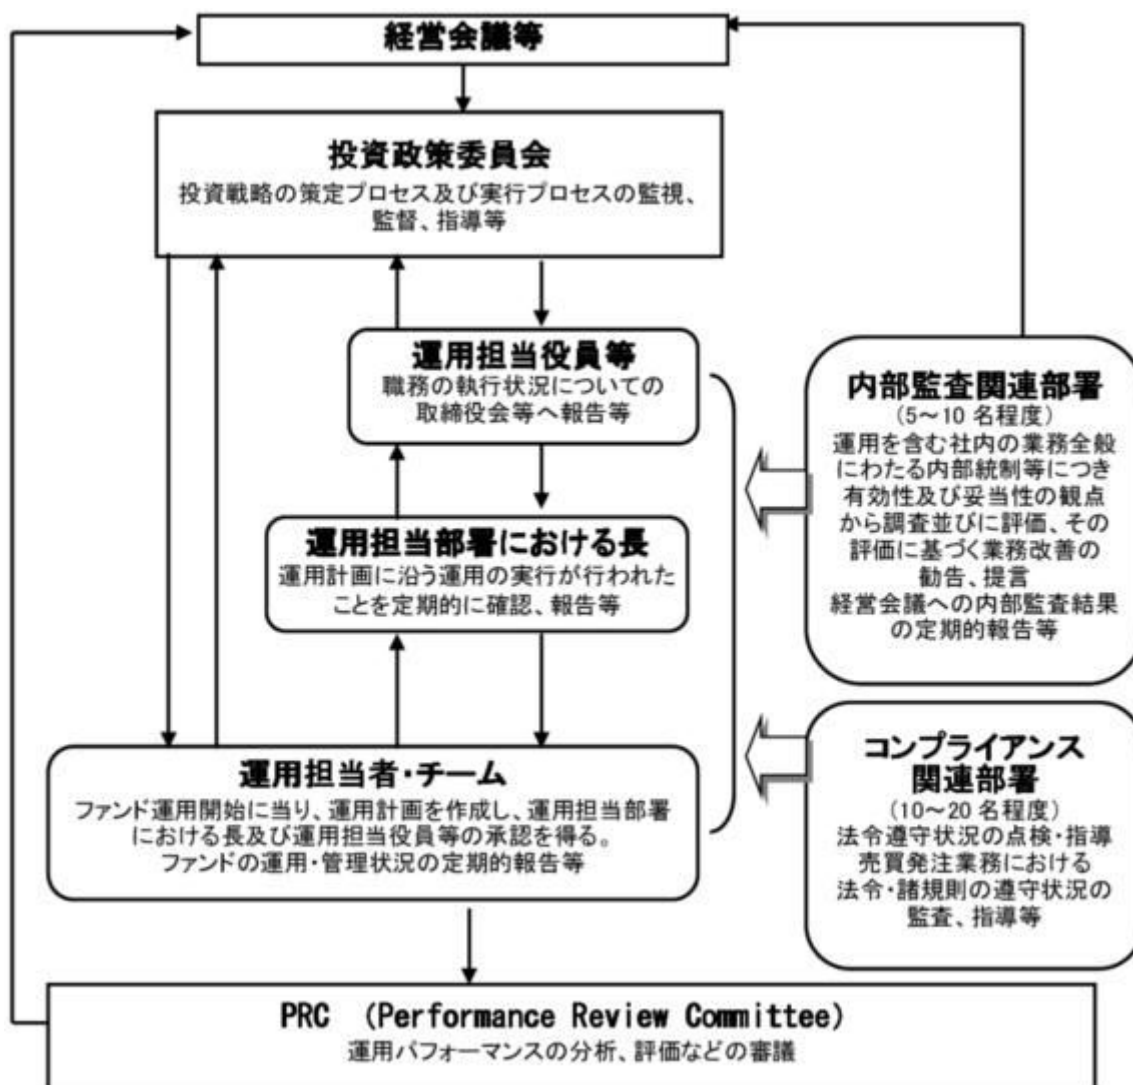 経営会議等
投資政策委員会
投資戦略の策定プロセス及び実行プロセスの監視、
監督、指導等
運用担当役員等
職務の執行状況についての
取締役会等へ報告等
運用担当部署における長
運用計画に沿う運用の実行が行われた
ことを定期的に確認、報告等
運用担当者・チーム
ファンド運用開始に当り、運用計画を作成し、運用担当部署
における長及び運用担当役員等の承認を得る。
ファンドの運用・管理状況の定期的報告等
内部監査関連部署
(5～10 名程度)
運用を含む社内の業務全般
にわたる内部統制等につき
有効性及び妥当性の観点
から調査並びに評価、その
評価に基づく業務改善の
勧告、提言
経営会議への内部監査結果
の定期的報告等
コンプライアンス
関連部署
(10～20 名程度)
法令遵守状況の点検・指導
売買発注業務における
法令・諸規則の遵守状況の
監査、指導等
PRC (Performance Review Committee)
運用パフォーマンスの分析、評価などの審議